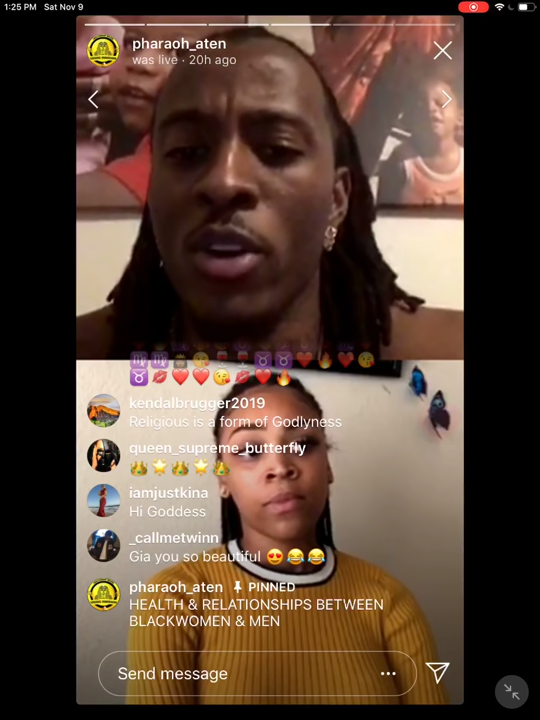 1:25 PM Sat Nov 9
pharaoh_aten
was live · 20h ago
kendalbrugger2019
Religious is a form of Godlyness
queen_supreme_butterfly
iamjustkina
Hi Goddess
_callmetwinn
Gia you so beautiful 😍😂😂
pharaoh_aten PINNED
HEALTH & RELATIONSHIPS BETWEEN
BLACKWOMEN & MEN
Send message